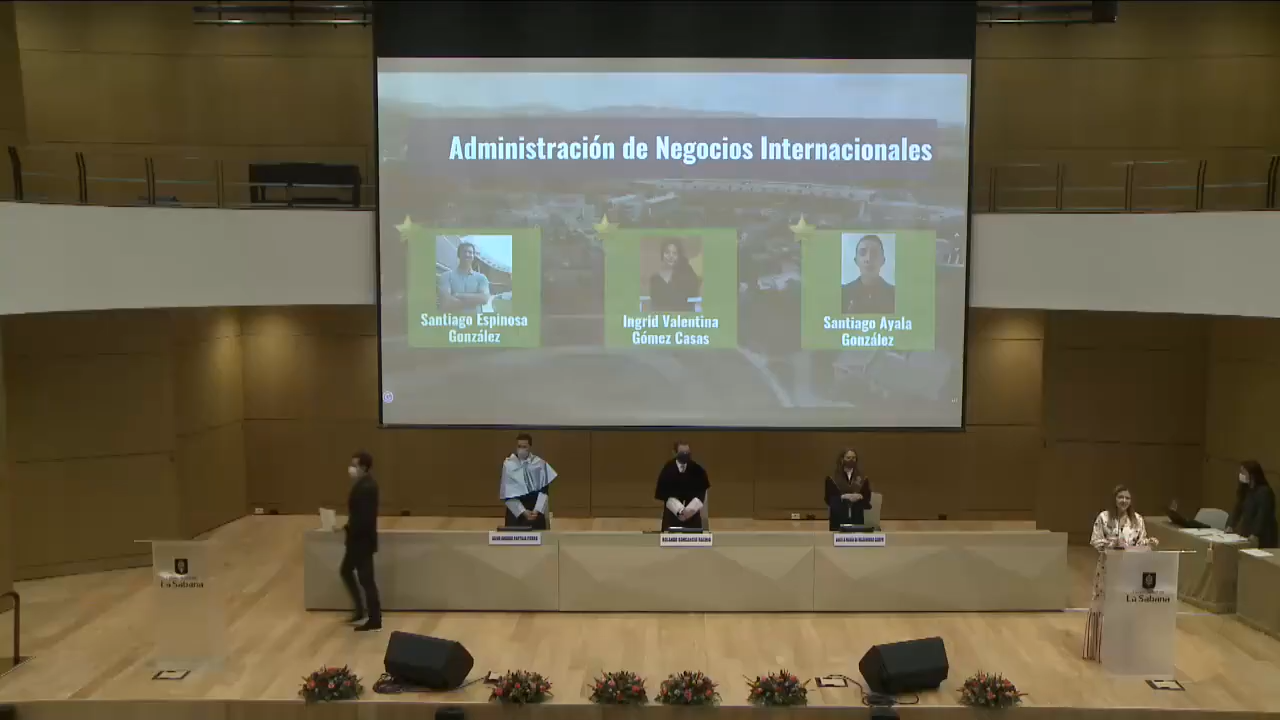 Administración de Negocios Internacionales
Santiago Espinosa
González
Ingrid Valentina
Gómez Casas
Santiago Ayala
González
La Sabana
La Sabana